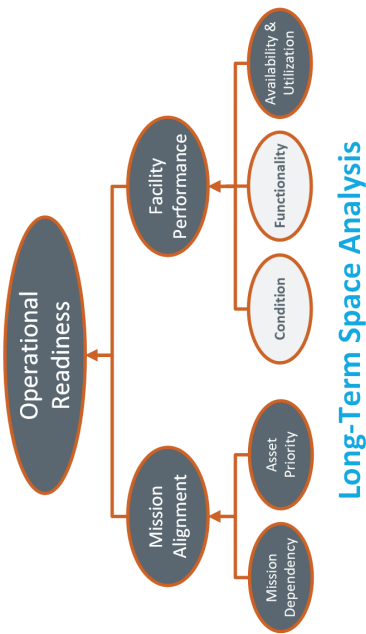 Operational
Readiness
Mission
Alignment
Facility
Performance
Mission
Dependency
Asset
Priority
Condition
Functionality
Availability &
Utilization
Long-Term Space Analysis